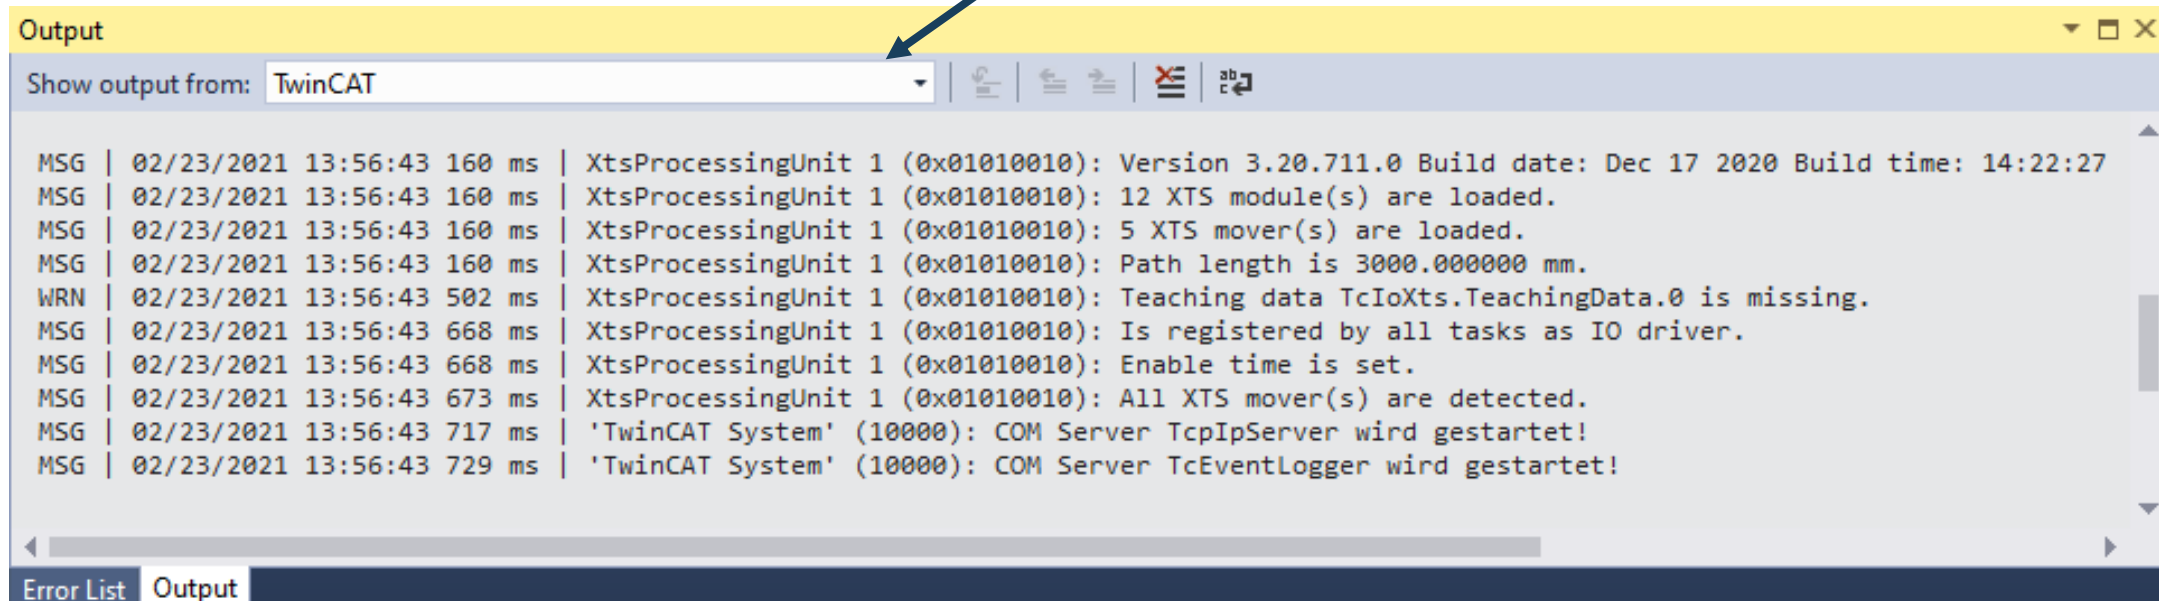 Output
Show output from: TwinCAT
MSG | 02/23/2021 13:56:43 160 ms | XtsProcessingUnit 1 (0x01010010): Version 3.20.711.0 Build date: Dec 17 2020 Build time: 14:22:27
MSG | 02/23/2021 13:56:43 160 ms | XtsProcessingUnit 1 (0x01010010): 12 XTS module(s) are loaded.
MSG | 02/23/2021 13:56:43 160 ms | XtsProcessingUnit 1 (0x01010010): 5 XTS mover(s) are loaded.
MSG | 02/23/2021 13:56:43 160 ms | XtsProcessingUnit 1 (0x01010010): Path length is 3000.000000 mm.
WRN | 02/23/2021 13:56:43 502 ms | XtsProcessingUnit 1 (0x01010010): Teaching data TcIoXts.TeachingData.0 is missing.
MSG | 02/23/2021 13:56:43 668 ms | XtsProcessingUnit 1 (0x01010010): Is registered by all tasks as IO driver.
MSG | 02/23/2021 13:56:43 668 ms | XtsProcessingUnit 1 (0x01010010): Enable time is set.
MSG | 02/23/2021 13:56:43 673 ms | XtsProcessingUnit 1 (0x01010010): All XTS mover(s) are detected.
MSG | 02/23/2021 13:56:43 717 ms | 'TwinCAT System' (10000): COM Server TcpIpServer wird gestartet!
MSG | 02/23/2021 13:56:43 729 ms | 'TwinCAT System' (10000): COM Server TcEventLogger wird gestartet!
Error List Output